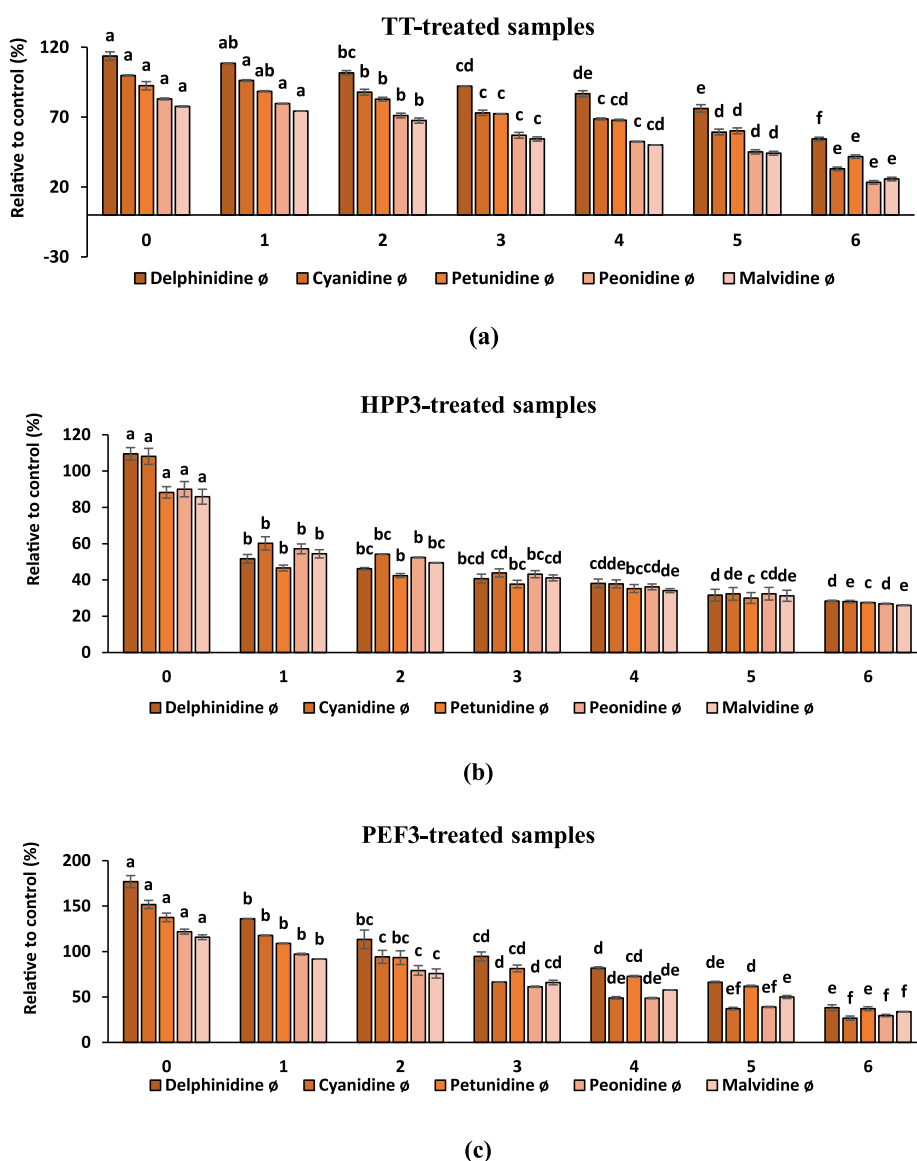 TT-treated samples
Relative to control (%)
120
70
20
-30
a a a a a
ab a ab a a
bc b b b b
cd c c c c
de c cd c cd
e d d d d
f e e e e
0 1 2 3 4 5 6
Delphinidine ø Cyanidine ø Petunidine ø Peonidine ø Malvidine ø
(a)
HPP3-treated samples
Relative to control (%)
120
100
80
60
40
20
0
a a a a a
b b b b b
bc bc b b bc
bcd cd bc bc cd
cd de bc cd de
d de c cd de
d e c d e
0 1 2 3 4 5 6
Delphinidine ø Cyanidine ø Petunidine ø Peonidine ø Malvidine ø
(b)
PEF3-treated samples
Relative to control (%)
200
150
100
50
0
a a a a a
b b b b b
bc c bc c c
cd d cd d d
d de cd de de
de ef d ef e
e f e f f
0 1 2 3 4 5 6
Delphinidine ø Cyanidine ø Petunidine ø Peonidine ø Malvidine ø
(c)